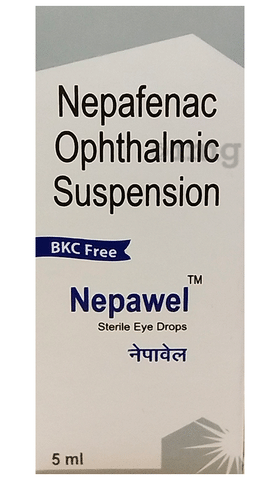 Nepafenac
Ophthalmic
Suspension
BKC Free
Nepawel™
Sterile Eye Drops
नेपावेल
5 ml